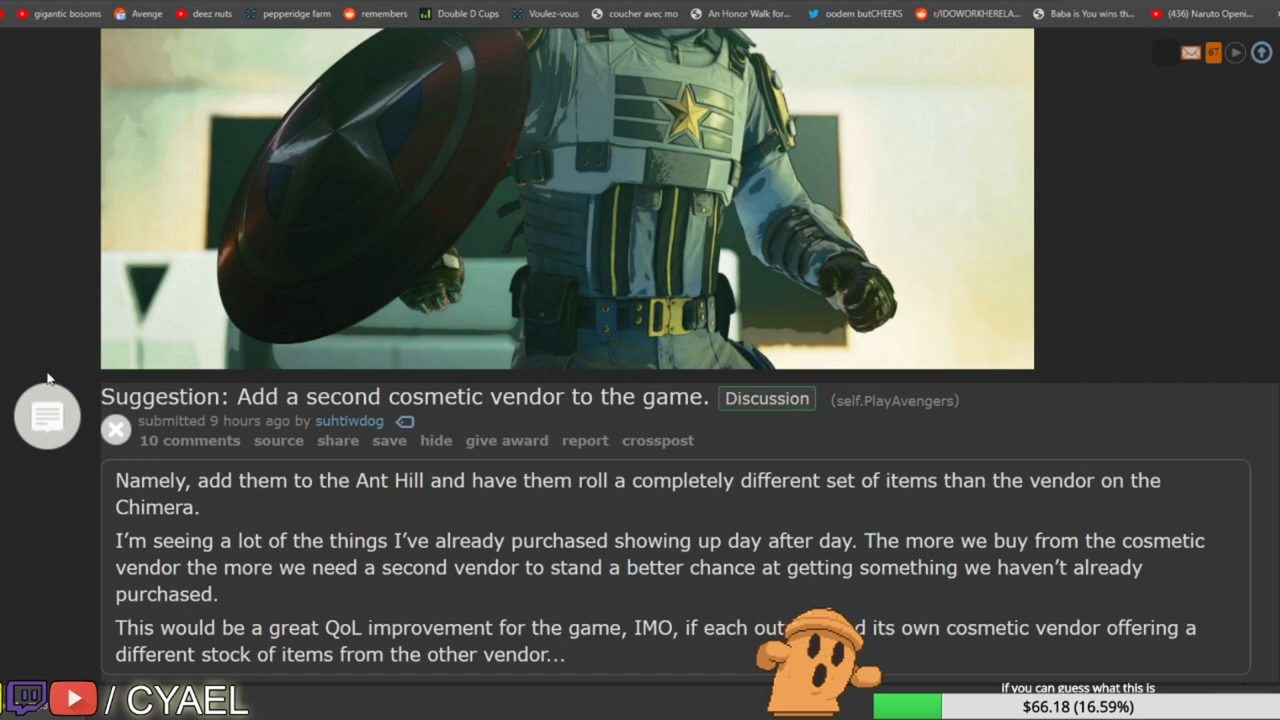 gigantic bosoms Avenge deez nuts pepperidge farm remembers Double D Cups Voulez-vous coucher avec mo An Honor Walk for... oodem butCHEEKS r/IDOWORKHERELA... Baba is You wins th... (436) Naruto Openi...
67
Suggestion: Add a second cosmetic vendor to the game. Discussion (self.PlayAvengers)
submitted 9 hours ago by suhtiwdog
10 comments source share save hide give award report crosspost
Namely, add them to the Ant Hill and have them roll a completely different set of items than the vendor on the
Chimera.
I'm seeing a lot of the things I've already purchased showing up day after day. The more we buy from the cosmetic
vendor the more we need a second vendor to stand a better chance at getting something we haven't already
purchased.
This would be a great QoL improvement for the game, IMO, if each its own cosmetic vendor offering a
different stock of items from the other vendor...
/ CYAEL
if you can guess what this is
$66.18 (16.59%)